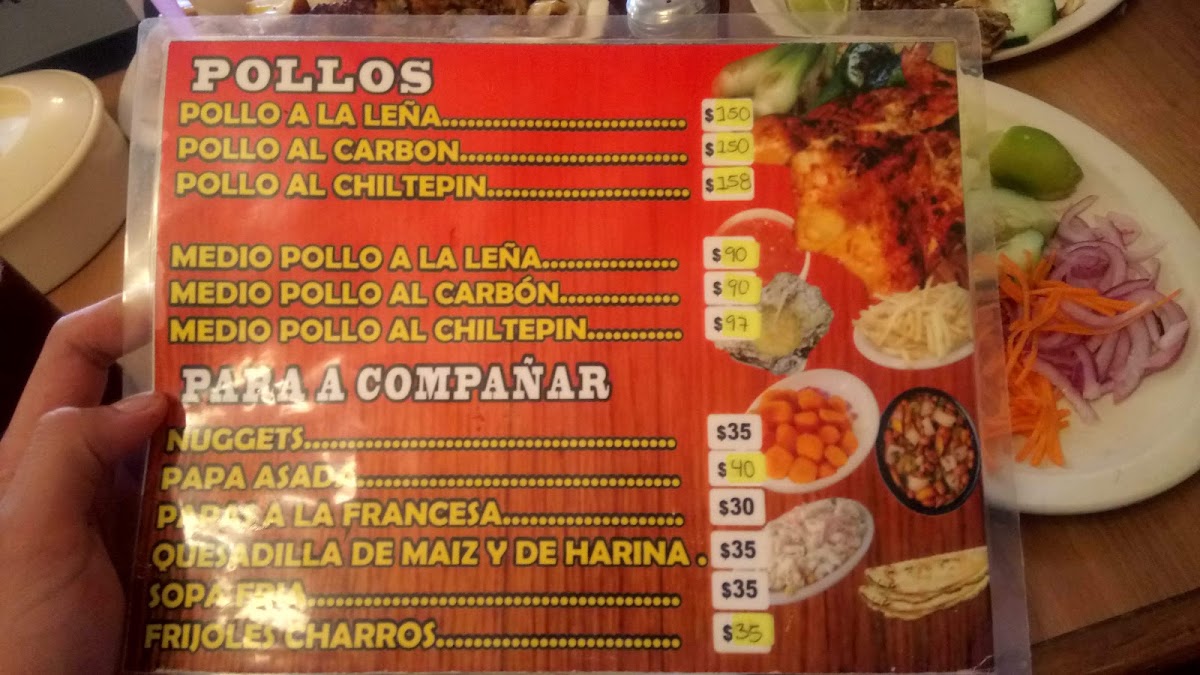 POLLOS
POLLO A LA LEÑA............................ $150
POLLO AL CARBON.......................... $150
POLLO AL CHILTEPIN....................... $158
MEDIO POLLO A LA LEÑA................ $90
MEDIO POLLO AL CARBÓN.............. $90
MEDIO POLLO AL CHILTEPIN........... $97
PARA A COMPAÑAR
NUGGETS........................................... $35
PAPA ASADA...................................... $40
PAPAS A LA FRANCESA..................... $30
QUESADILLA DE MAIZ Y DE HARINA . $35
SOPA FRIA........................................... $35
FRIJOLES CHARROS............................ $35